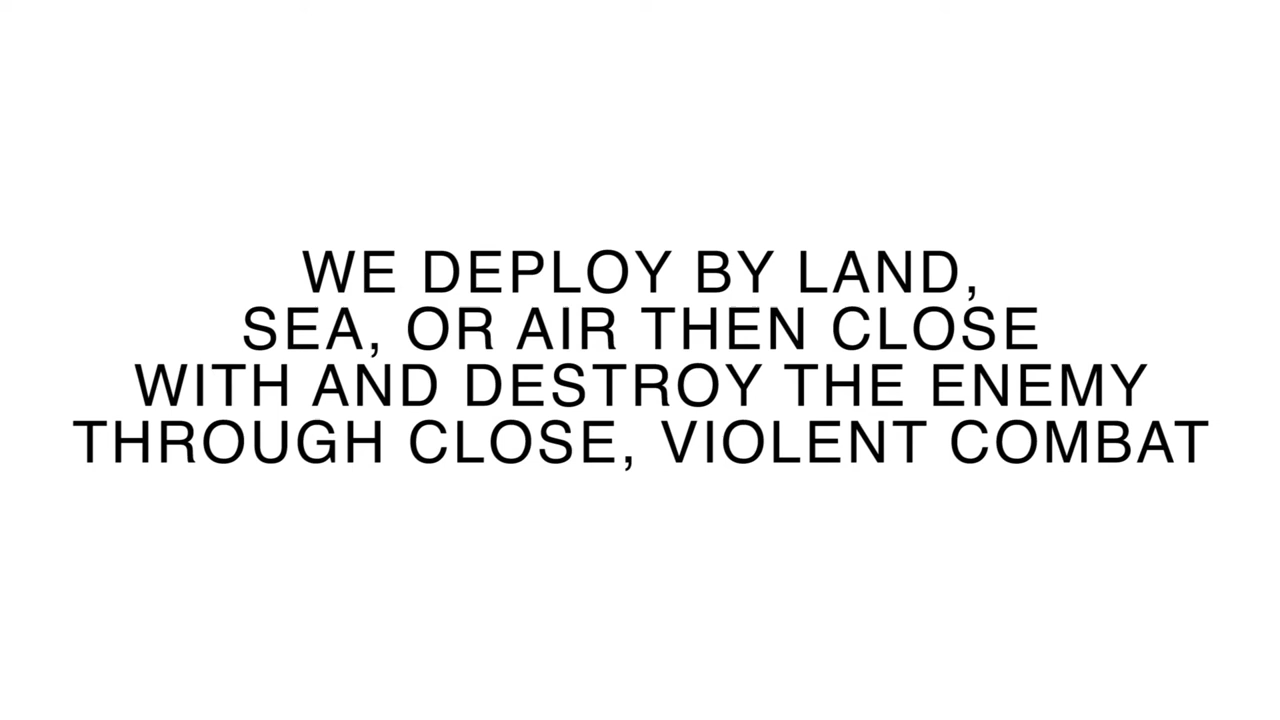 WE DEPLOY BY LAND,
SEA, OR AIR THEN CLOSE
WITH AND DESTROY THE ENEMY
THROUGH CLOSE, VIOLENT COMBAT